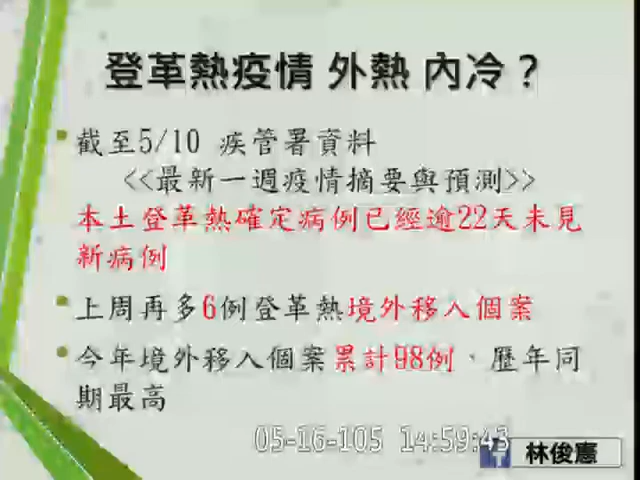 登革熱疫情 外熱 內冷？
截至5/10 疾管署資料
<<最新一週疫情摘要與預測>>
本土登革熱確定病例已經逾22天未見
新病例
上周再多6例登革熱境外移入個案
今年境外移入個案累計98例、歷年同
期最高
05-16-105 14:59:43
林俊憲